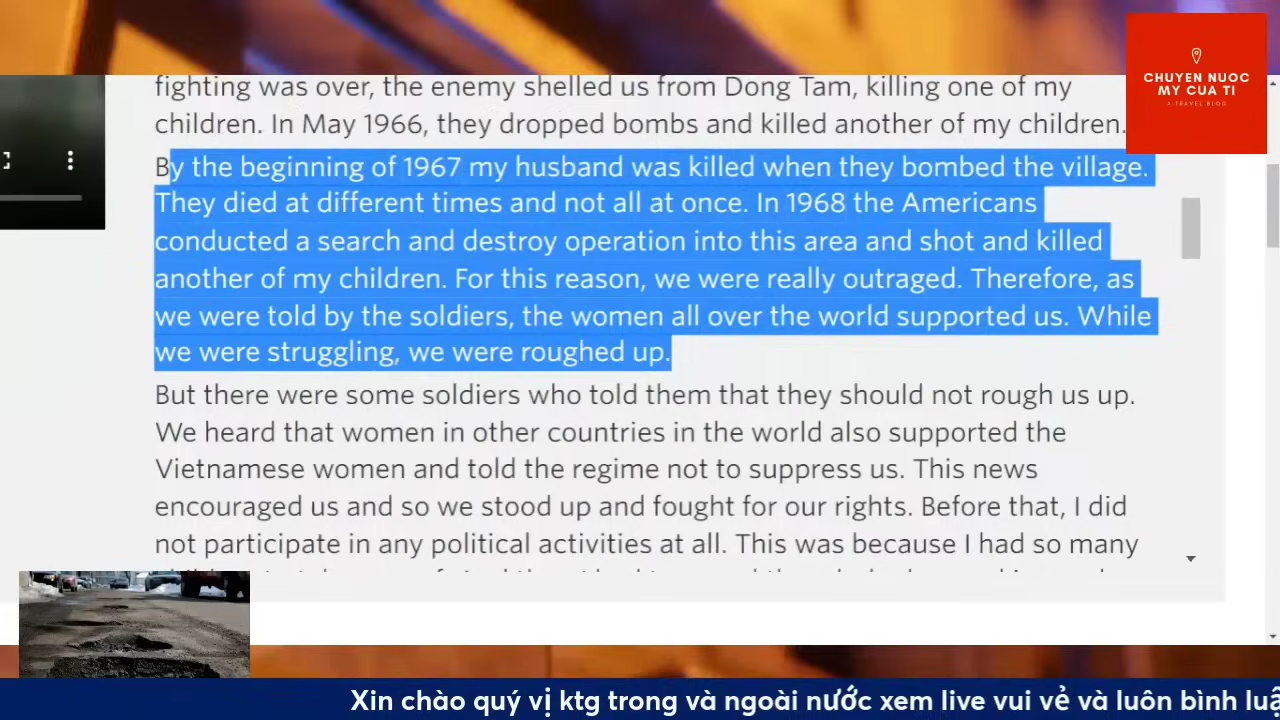 CHUYEN NUOC
MY CUA TI
A TRAVEL BLOG
fighting was over, the enemy shelled us from Dong Tam, killing one of my
children. In May 1966, they dropped bombs and killed another of my children.
By the beginning of 1967 my husband was killed when they bombed the village.
They died at different times and not all at once. In 1968 the Americans
conducted a search and destroy operation into this area and shot and killed
another of my children. For this reason, we were really outraged. Therefore, as
we were told by the soldiers, the women all over the world supported us. While
we were struggling, we were roughed up.
But there were some soldiers who told them that they should not rough us up.
We heard that women in other countries in the world also supported the
Vietnamese women and told the regime not to suppress us. This news
encouraged us and so we stood up and fought for our rights. Before that, I did
not participate in any political activities at all. This was because I had so many
Xin chào quý vị ktg trong và ngoài nước xem live vui vẻ và luôn bình